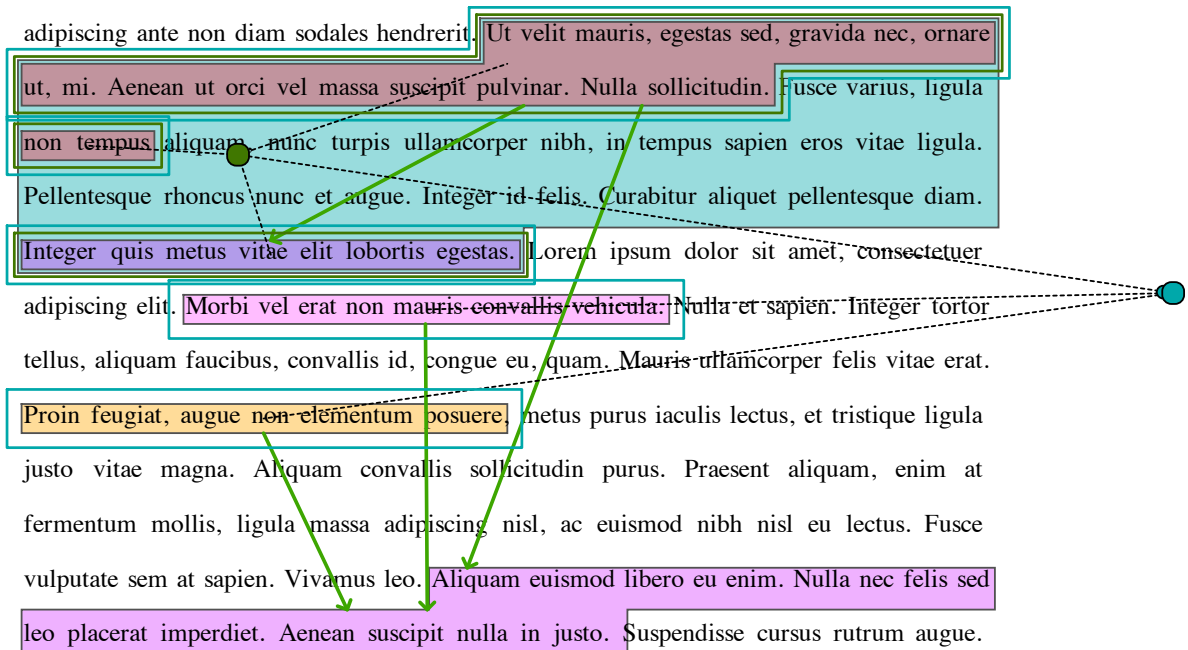 adipiscing ante non diam sodales hendrerit. Ut velit mauris, egestas sed, gravida nec, ornare
ut, mi. Aenean ut orci vel massa suscipit pulvinar. Nulla sollicitudin. Fusce varius, ligula
non tempus aliquam, nunc turpis ullamcorper nibh, in tempus sapien eros vitae ligula.
Pellentesque rhoncus nunc et augue. Integer id felis. Curabitur aliquet pellentesque diam.
Integer quis metus vitae elit lobortis egestas. Lorem ipsum dolor sit amet, consectetuer
adipiscing elit. Morbi vel erat non mauris convallis vehicula. Nulla et sapien. Integer tortor
tellus, aliquam faucibus, convallis id, congue eu, quam. Mauris ullamcorper felis vitae erat.
Proin feugiat, augue non elementum posuere, metus purus iaculis lectus, et tristique ligula
justo vitae magna. Aliquam convallis sollicitudin purus. Praesent aliquam, enim at
fermentum mollis, ligula massa adipiscing nisl, ac euismod nibh nisl eu lectus. Fusce
vulputate sem at sapien. Vivamus leo. Aliquam euismod libero eu enim. Nulla nec felis sed
leo placerat imperdiet. Aenean suscipit nulla in justo. Suspendisse cursus rutrum augue.